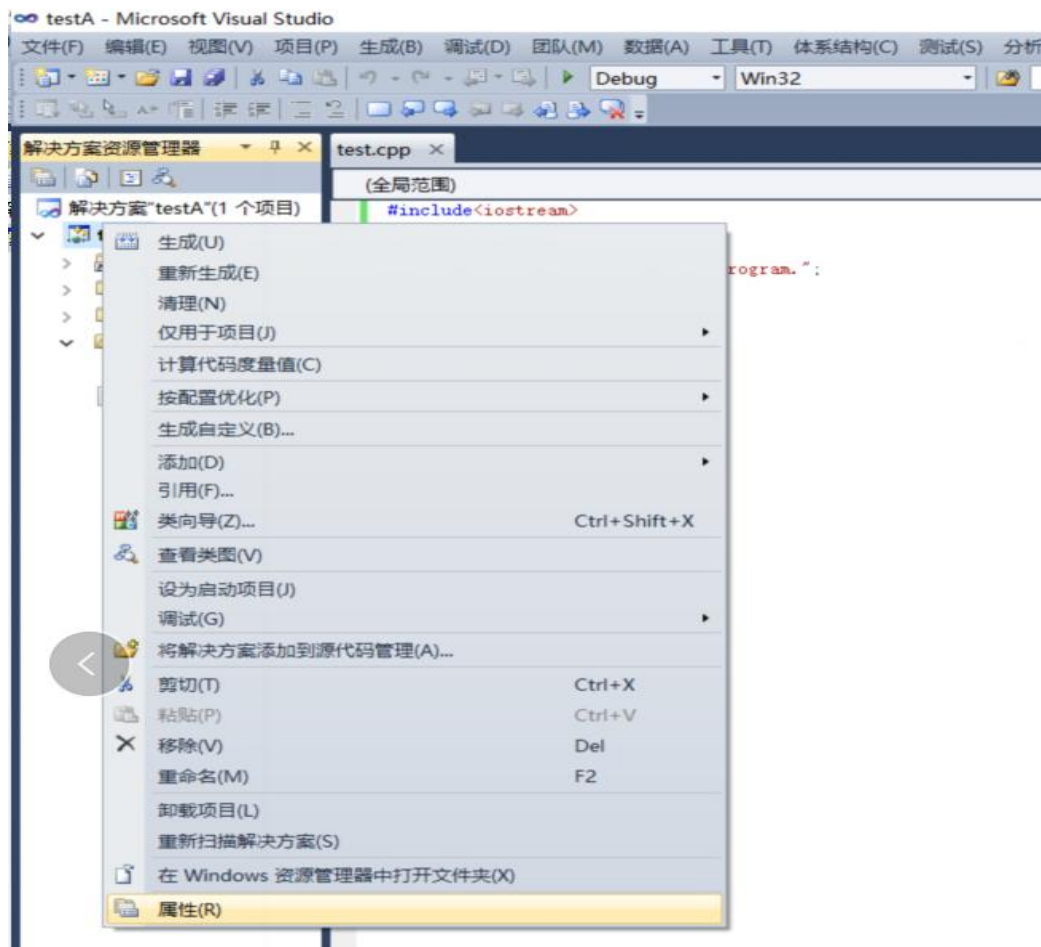 testA - Microsoft Visual Studio
文件(F) 编辑(E) 视图(V) 项目(P) 生成(B) 调试(D) 团队(M) 数据(A) 工具(T) 体系结构(C) 测试(S) 分析
Debug Win32
解决方案资源管理器 test.cpp
(全局范围)
解决方案"testA"(1 个项目)
#include<iostream>
rogram.";
生成(U)
重新生成(E)
清理(N)
仅用于项目(J)
计算代码度量值(C)
按配置优化(P)
生成自定义(B)...
添加(D)
引用(F)...
类向导(Z)... Ctrl+Shift+X
查看类图(V)
设为启动项目(J)
调试(G)
将解决方案添加到源代码管理(A)...
剪切(T) Ctrl+X
粘贴(P) Ctrl+V
移除(V) Del
重命名(M) F2
卸载项目(L)
重新扫描解决方案(S)
在 Windows 资源管理器中打开文件夹(X)
属性(R)